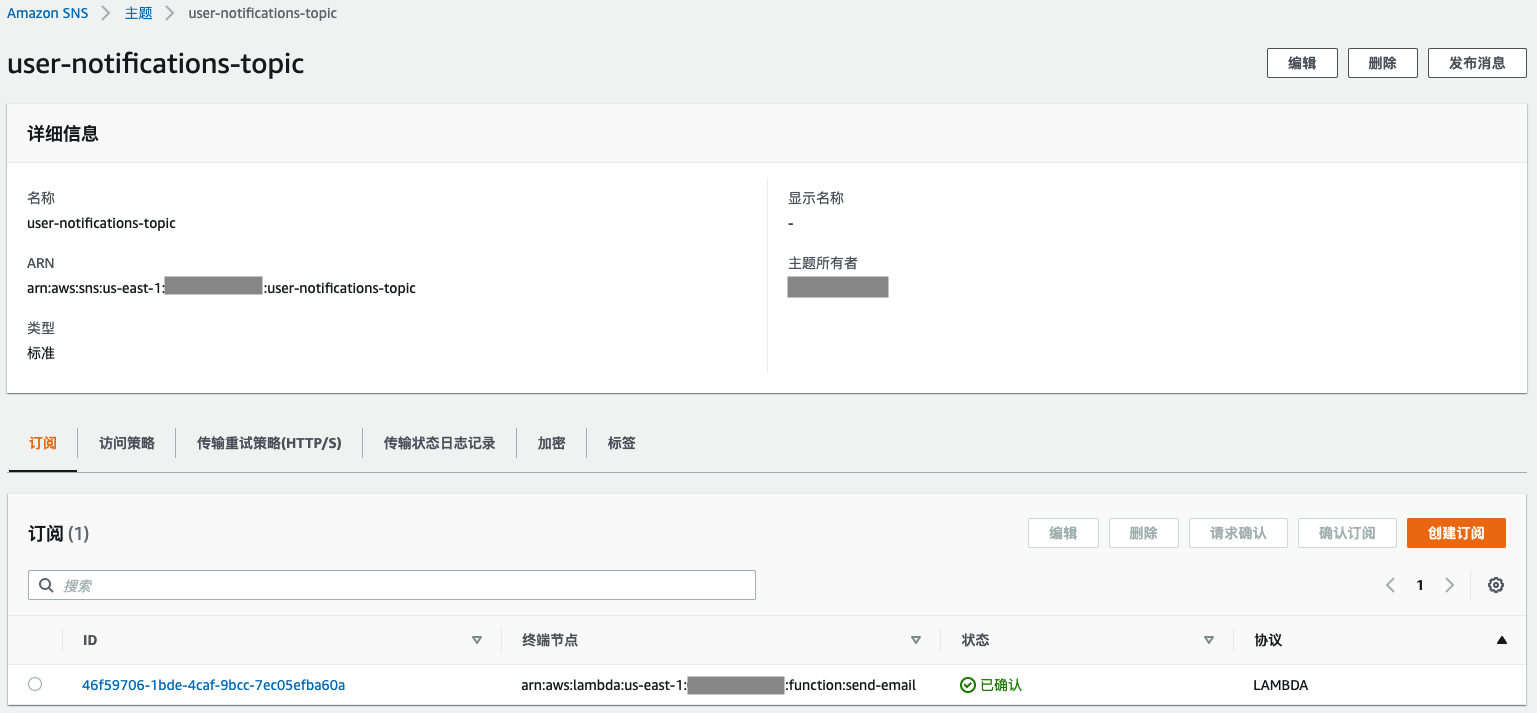 Amazon SNS > 主题 > user-notifications-topic
user-notifications-topic
编辑 删除 发布消息
详细信息
名称 显示名称
user-notifications-topic -
ARN 主题所有者
arn:aws:sns:us-east-1: :user-notifications-topic
类型
标准
订阅 访问策略 传输重试策略(HTTP/S) 传输状态日志记录 加密 标签
订阅 (1) 编辑 删除 请求确认 确认订阅 创建订阅
搜索 1
ID 终端节点 状态 协议
46f59706-1bde-4caf-9bcc-7ec05efba60a arn:aws:lambda:us-east-1: :function:send-email 已确认 LAMBDA